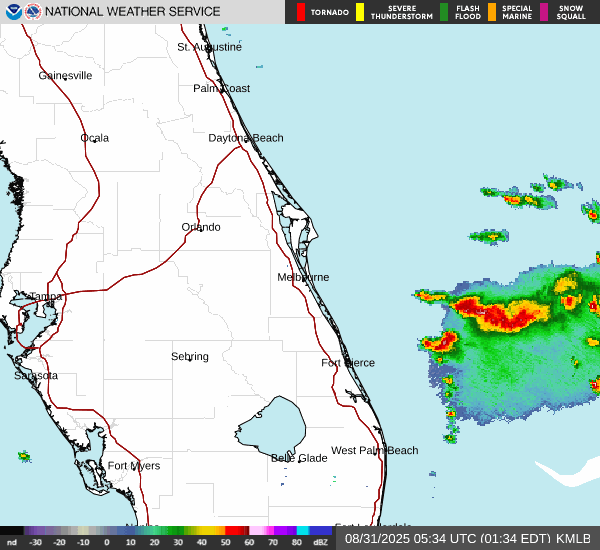 NATIONAL WEATHER SERVICE
TORNADO
SEVERE THUNDERSTORM
FLASH FLOOD
SPECIAL MARINE
SNOW SQUALL
St. Augustine
Gainesville
Palm Coast
Ocala
Daytona Beach
Orlando
Melbourne
Tampa
Sebring
Fort Pierce
Sarasota
West Palm Beach
Belle Glade
Fort Myers
nd -30 -20 -10 0 10 20 30 40 50 60 70 80 dBZ
08/31/2025 05:34 UTC (01:34 EDT) KMLB